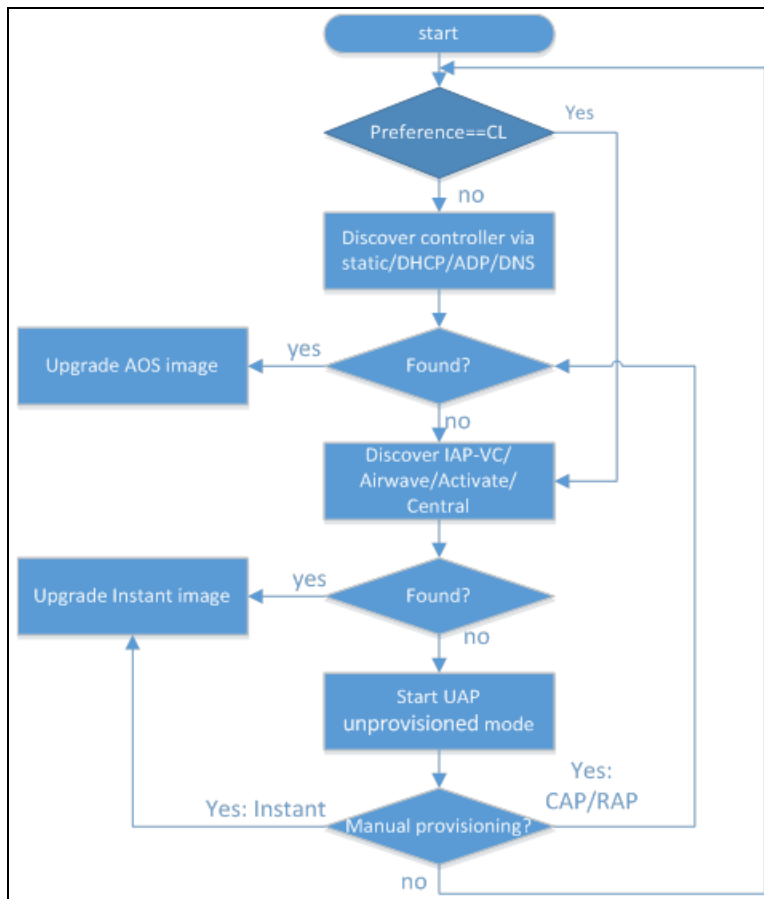 start
Preference==CL
Yes
no
Discover controller via
static/DHCP/ADP/DNS
Upgrade AOS image
yes
Found?
no
Discover IAP-VC/
Airwave/Activate/
Central
Upgrade Instant image
yes
Found?
no
Start UAP
unprovisioned mode
Yes:
CAP/RAP
Yes: Instant
Manual provisioning?
no